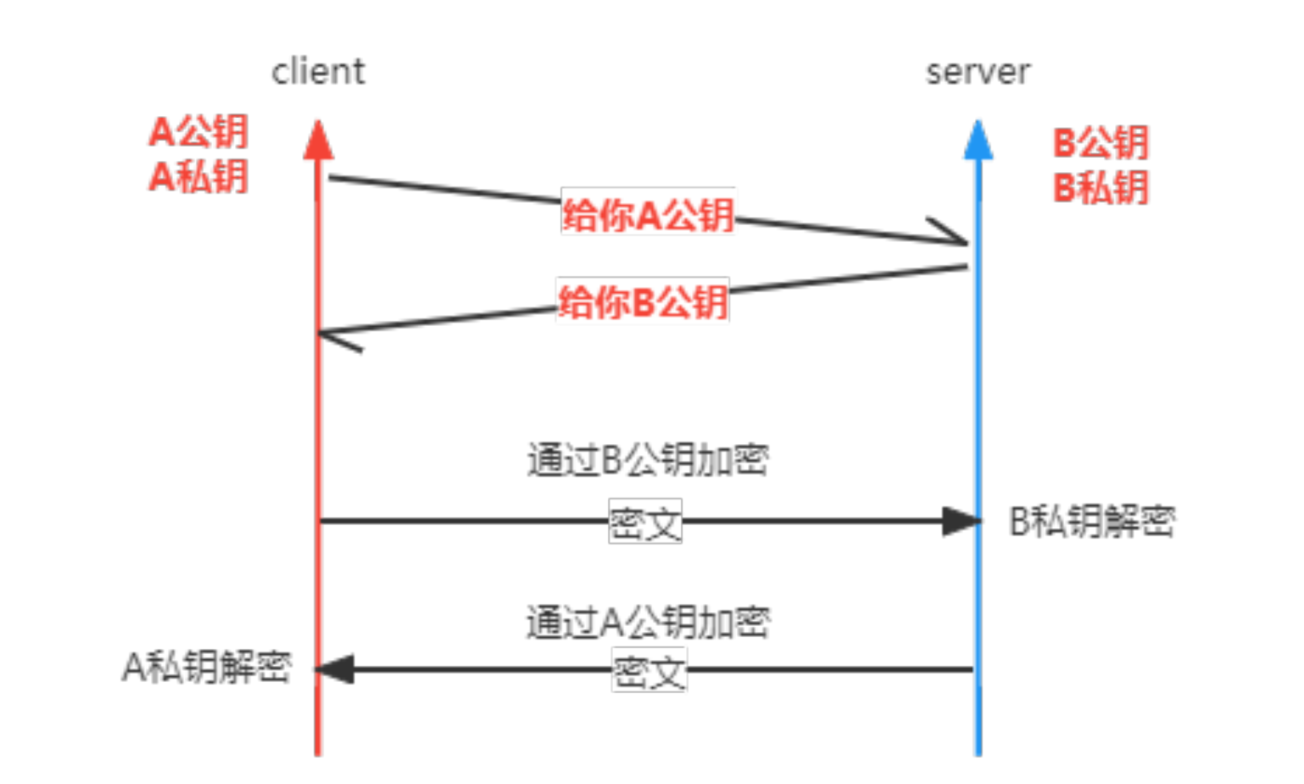 client
server
A公钥
A私钥
B公钥
B私钥
给你A公钥
给你B公钥
通过B公钥加密
密文
B私钥解密
通过A公钥加密
A私钥解密
密文